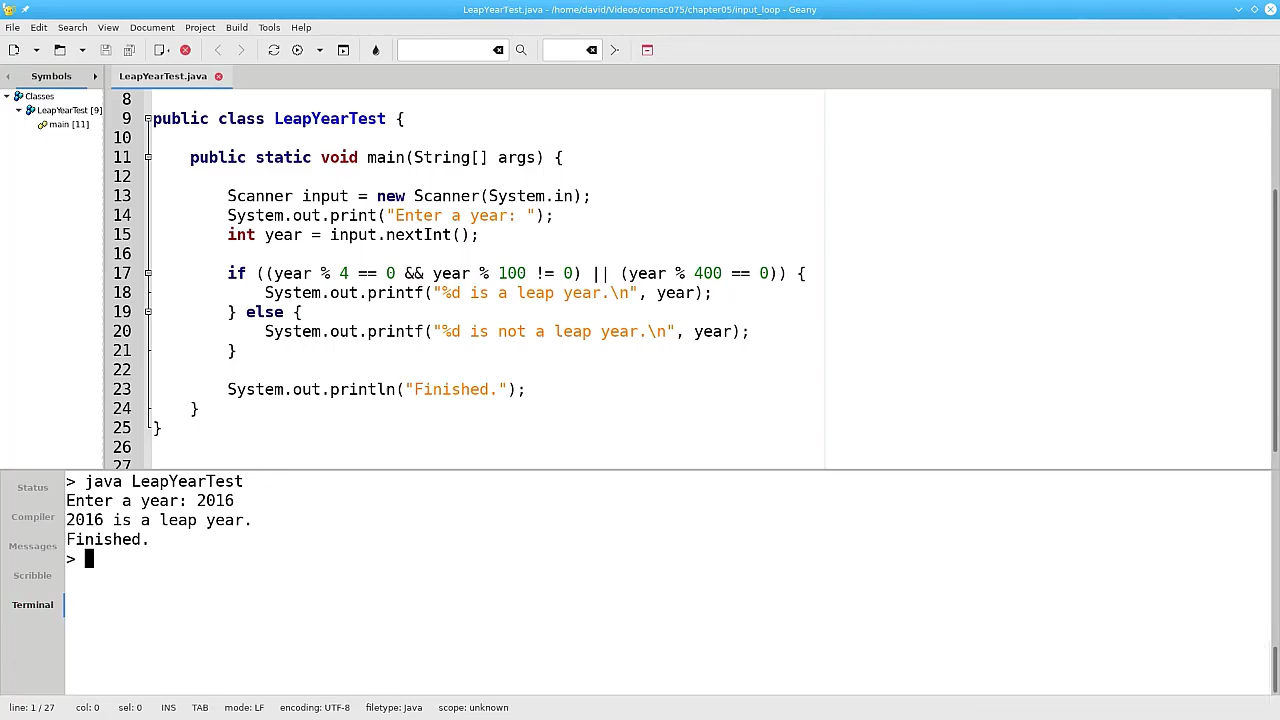 LeapYearTest.java - /home/david/Videos/comsc075/chapter05/input_loop - Geany
File Edit Search View Document Project Build Tools Help
Symbols
LeapYearTest.java
Classes
LeapYearTest [9]
main [11]
8
9 public class LeapYearTest {
10
11 public static void main(String[] args) {
12
13 Scanner input = new Scanner(System.in);
14 System.out.print("Enter a year: ");
15 int year = input.nextInt();
16
17 if ((year % 4 == 0 && year % 100 != 0) || (year % 400 == 0)) {
18 System.out.printf("%d is a leap year.\n", year);
19 } else {
20 System.out.printf("%d is not a leap year.\n", year);
21 }
22
23 System.out.println("Finished.");
24 }
25 }
26
27
Status
Compiler
Messages
Scribble
Terminal
> java LeapYearTest
Enter a year: 2016
2016 is a leap year.
Finished.
>
line: 1 / 27 col: 0 sel: 0 INS TAB mode: LF encoding: UTF-8 filetype: Java scope: unknown